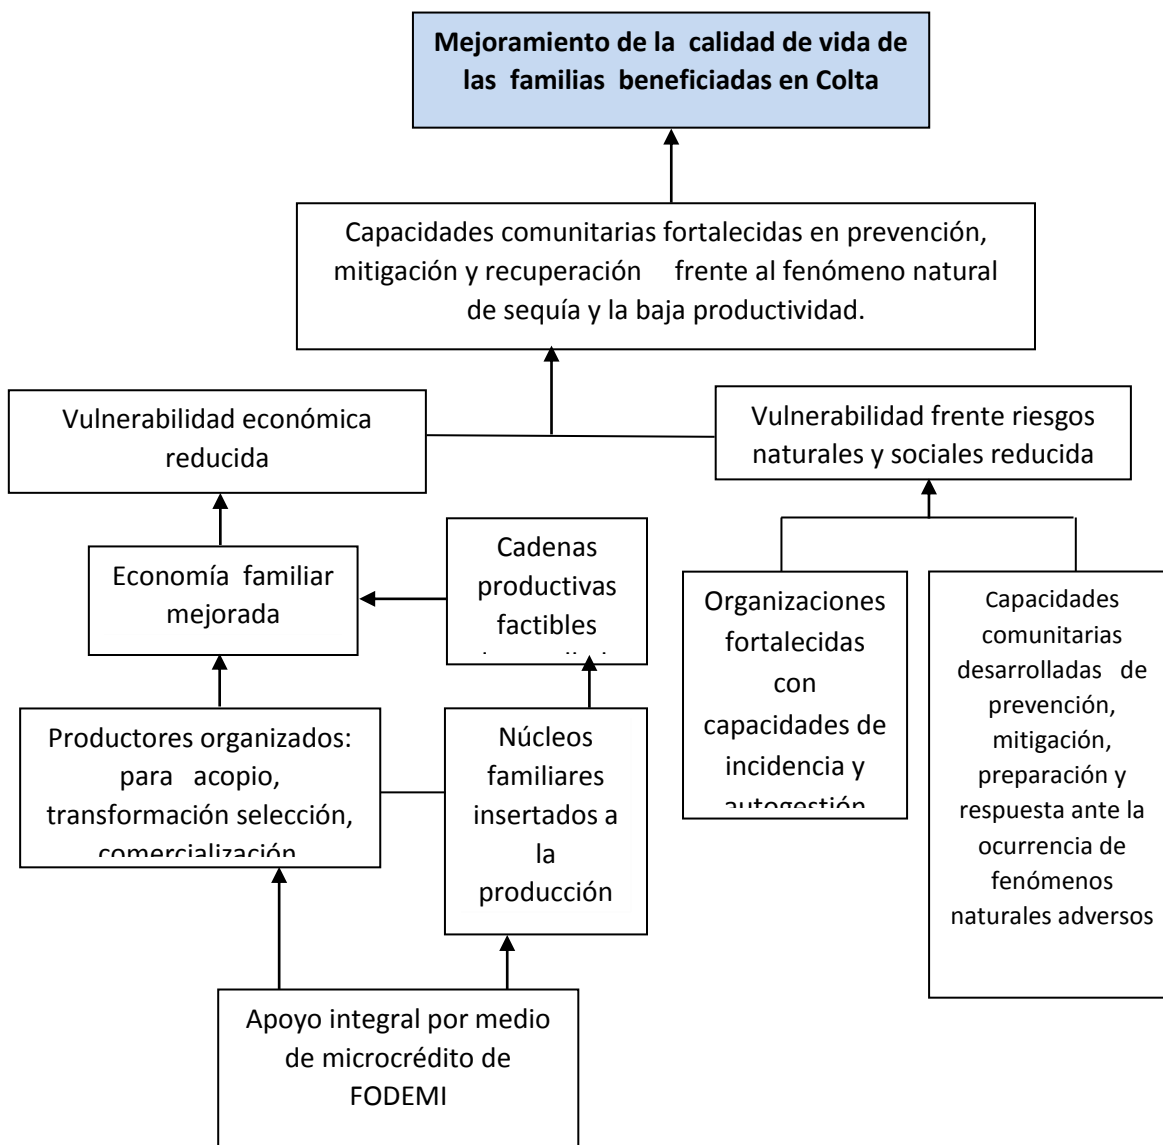 Mejoramiento de la calidad de vida de
las familias beneficiadas en Colta
Capacidades comunitarias fortalecidas en prevención,
mitigación y recuperación frente al fenómeno natural
de sequía y la baja productividad.
Vulnerabilidad económica
reducida
Vulnerabilidad frente riesgos
naturales y sociales reducida
Economía familiar
mejorada
Cadenas
productivas
factibles
Organizaciones
fortalecidas
con
capacidades de
incidencia y
autogestión
Capacidades
comunitarias
desarrolladas de
prevención,
mitigación,
preparación y
respuesta ante la
ocurrencia de
fenómenos
naturales adversos
Productores organizados:
para acopio,
transformación selección,
comercialización
Núcleos
familiares
insertados a
la
producción
Apoyo integral por medio
de microcrédito de
FODEMI